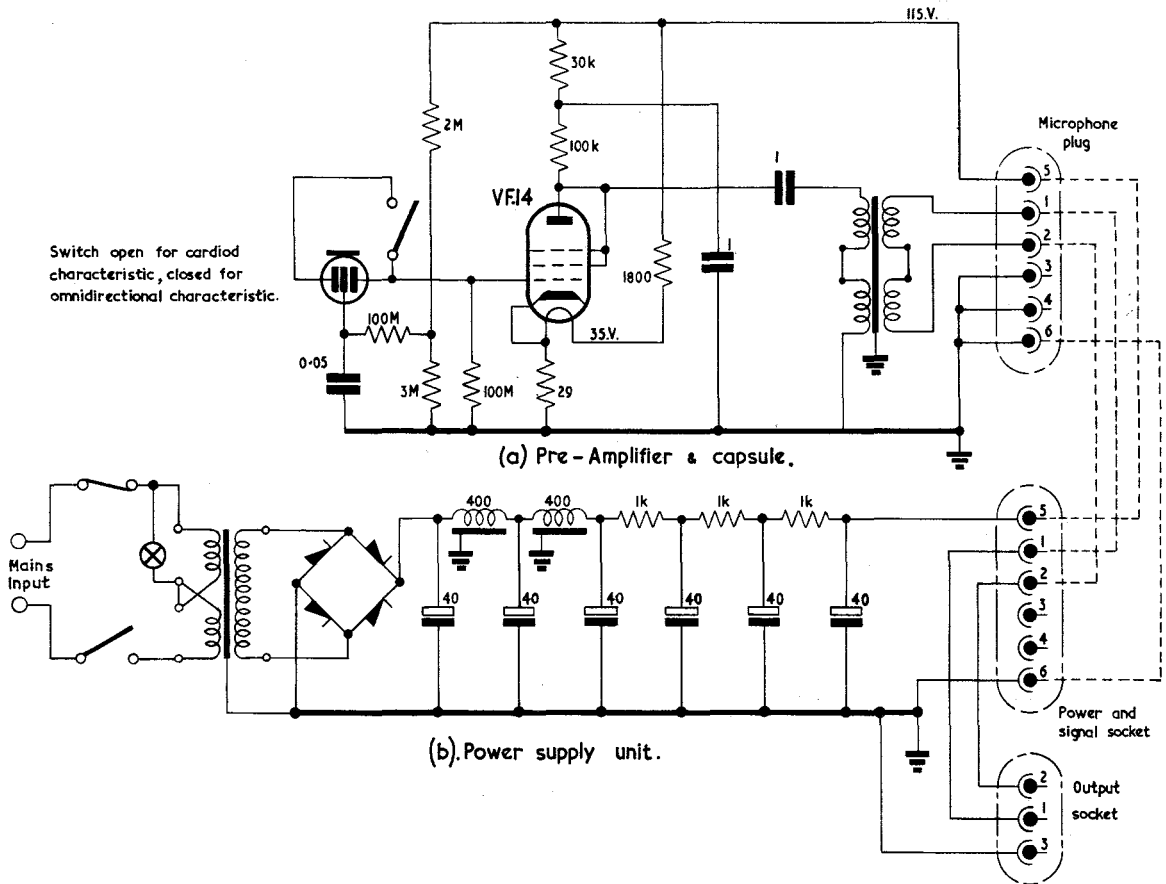 115.V.
30k
2M
100k
1
VF.14
Microphone
plug
5
1
2
3
4
6
Switch open for cardiod
characteristic, closed for
omnidirectional characteristic.
1800
1
100M
35.V.
0·05
3M
100M
29
(a) Pre-Amplifier & capsule.
Mains
Input
400
400
1k
1k
1k
40
40
40
40
40
40
5
1
2
3
4
6
Power and
signal socket
(b). Power supply unit.
2
1
3
Output
socket